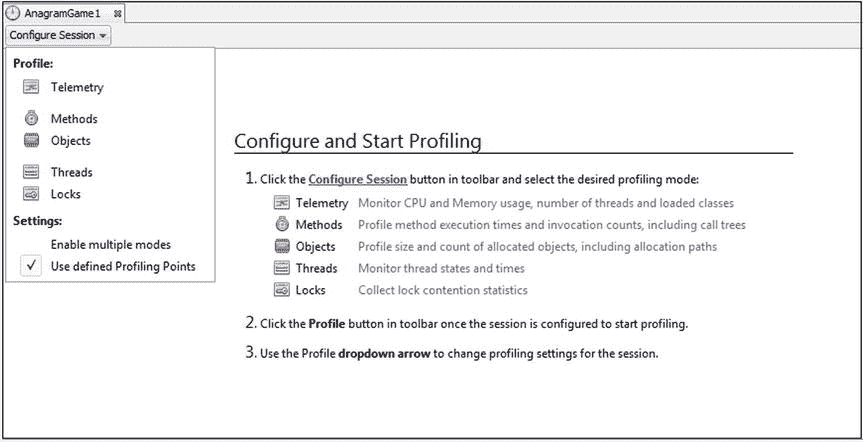 AnagramGame1
Configure Session
Profile:
Telemetry
Methods
Objects
Threads
Locks
Settings:
Enable multiple modes
Use defined Profiling Points
Configure and Start Profiling
1. Click the Configure Session button in toolbar and select the desired profiling mode:
Telemetry Monitor CPU and Memory usage, number of threads and loaded classes
Methods Profile method execution times and invocation counts, including call trees
Objects Profile size and count of allocated objects, including allocation paths
Threads Monitor thread states and times
Locks Collect lock contention statistics
2. Click the Profile button in toolbar once the session is configured to start profiling.
3. Use the Profile dropdown arrow to change profiling settings for the session.